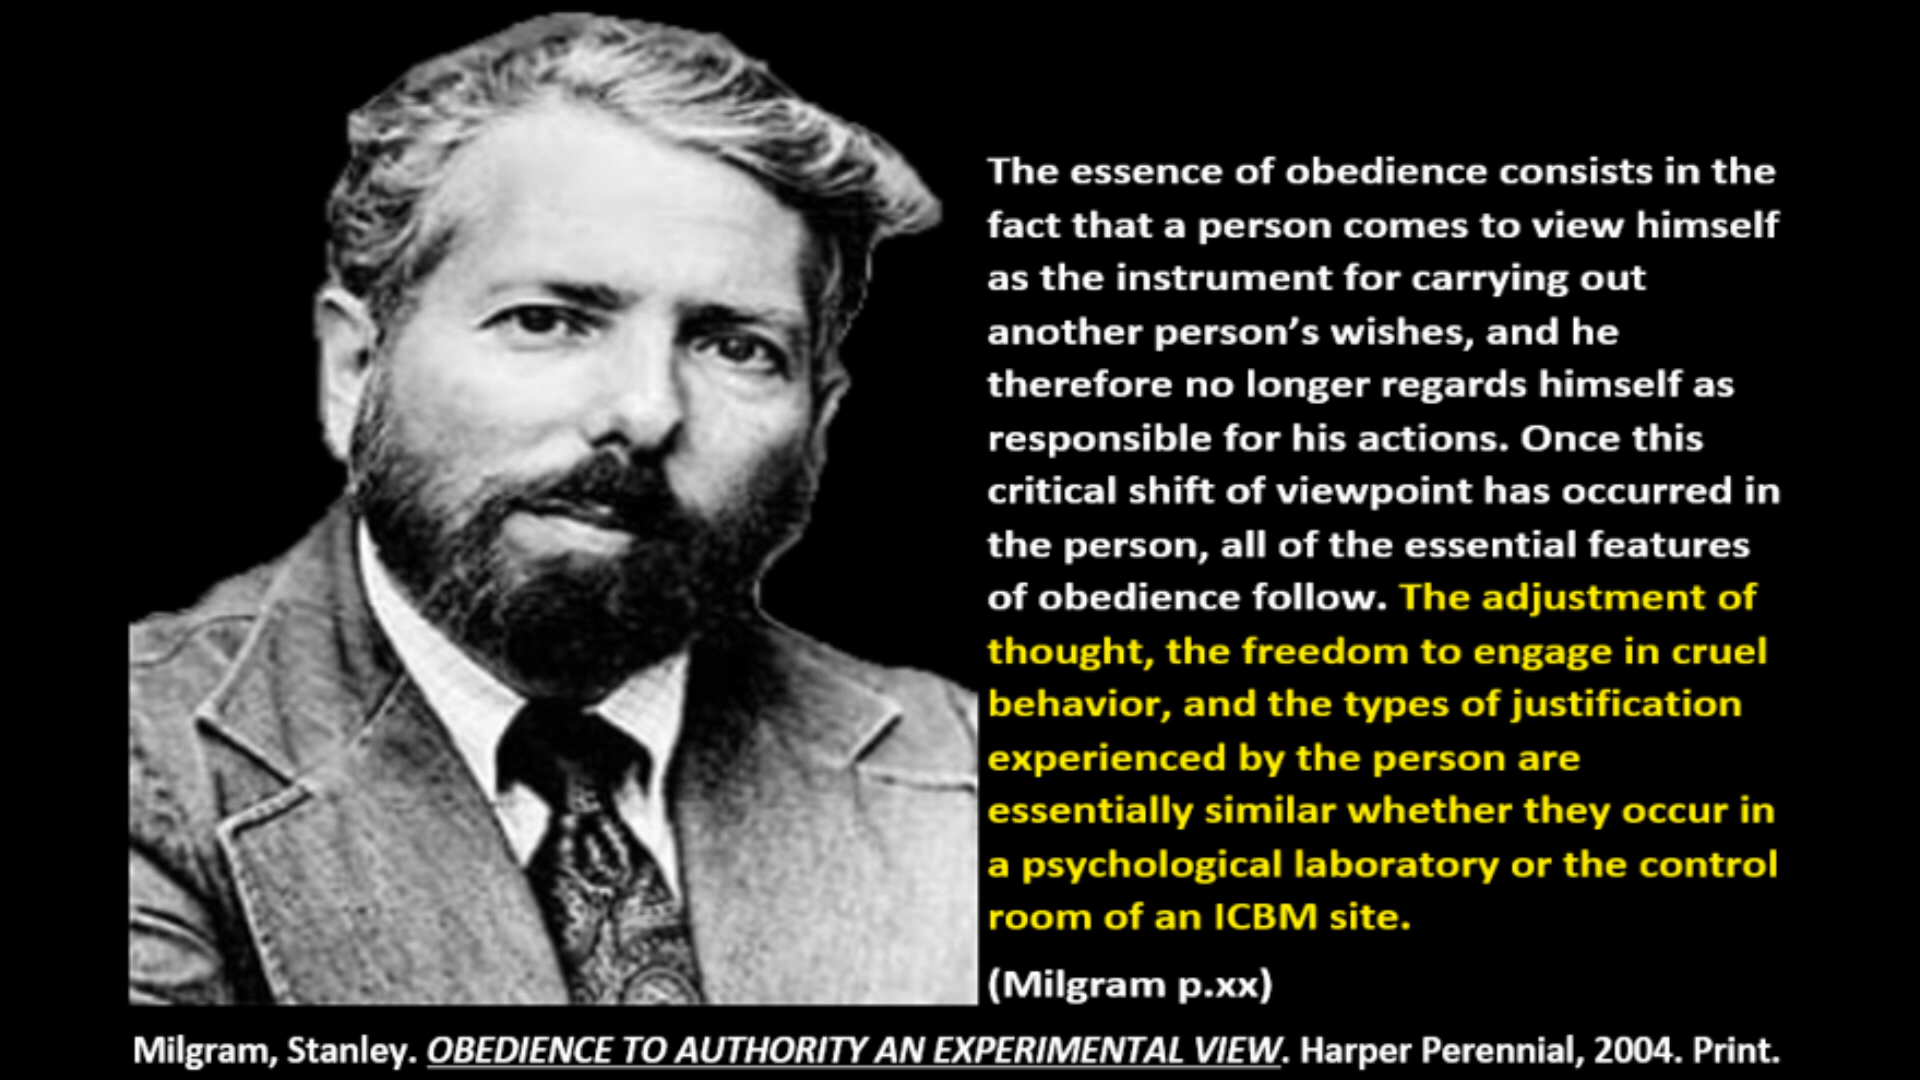 The essence of obedience consists in the
fact that a person comes to view himself
as the instrument for carrying out
another person’s wishes, and he
therefore no longer regards himself as
responsible for his actions. Once this
critical shift of viewpoint has occurred in
the person, all of the essential features
of obedience follow. The adjustment of
thought, the freedom to engage in cruel
behavior, and the types of justification
experienced by the person are
essentially similar whether they occur in
a psychological laboratory or the control
room of an ICBM site.
(Milgram p.xx)
Milgram, Stanley. OBEDIENCE TO AUTHORITY AN EXPERIMENTAL VIEW. Harper Perennial, 2004. Print.